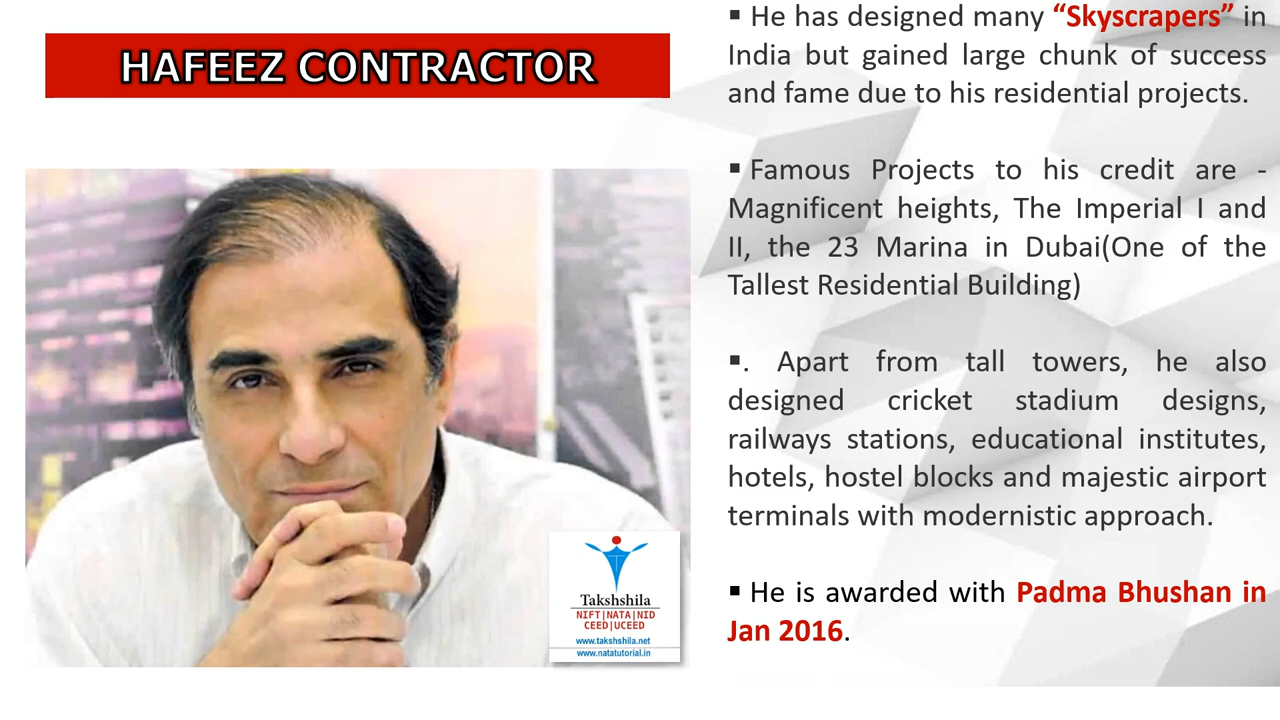 HAFEEZ CONTRACTOR
▪ He has designed many “Skyscrapers” in
India but gained large chunk of success
and fame due to his residential projects.
▪ Famous Projects to his credit are -
Magnificent heights, The Imperial I and
II, the 23 Marina in Dubai(One of the
Tallest Residential Building)
▪. Apart from tall towers, he also
designed cricket stadium designs,
railways stations, educational institutes,
hotels, hostel blocks and majestic airport
terminals with modernistic approach.
▪ He is awarded with Padma Bhushan in
Jan 2016.
Takshshila
NIFT|NATA|NID
CEED|UCEED
www.takshshila.net
www.natatutorial.in